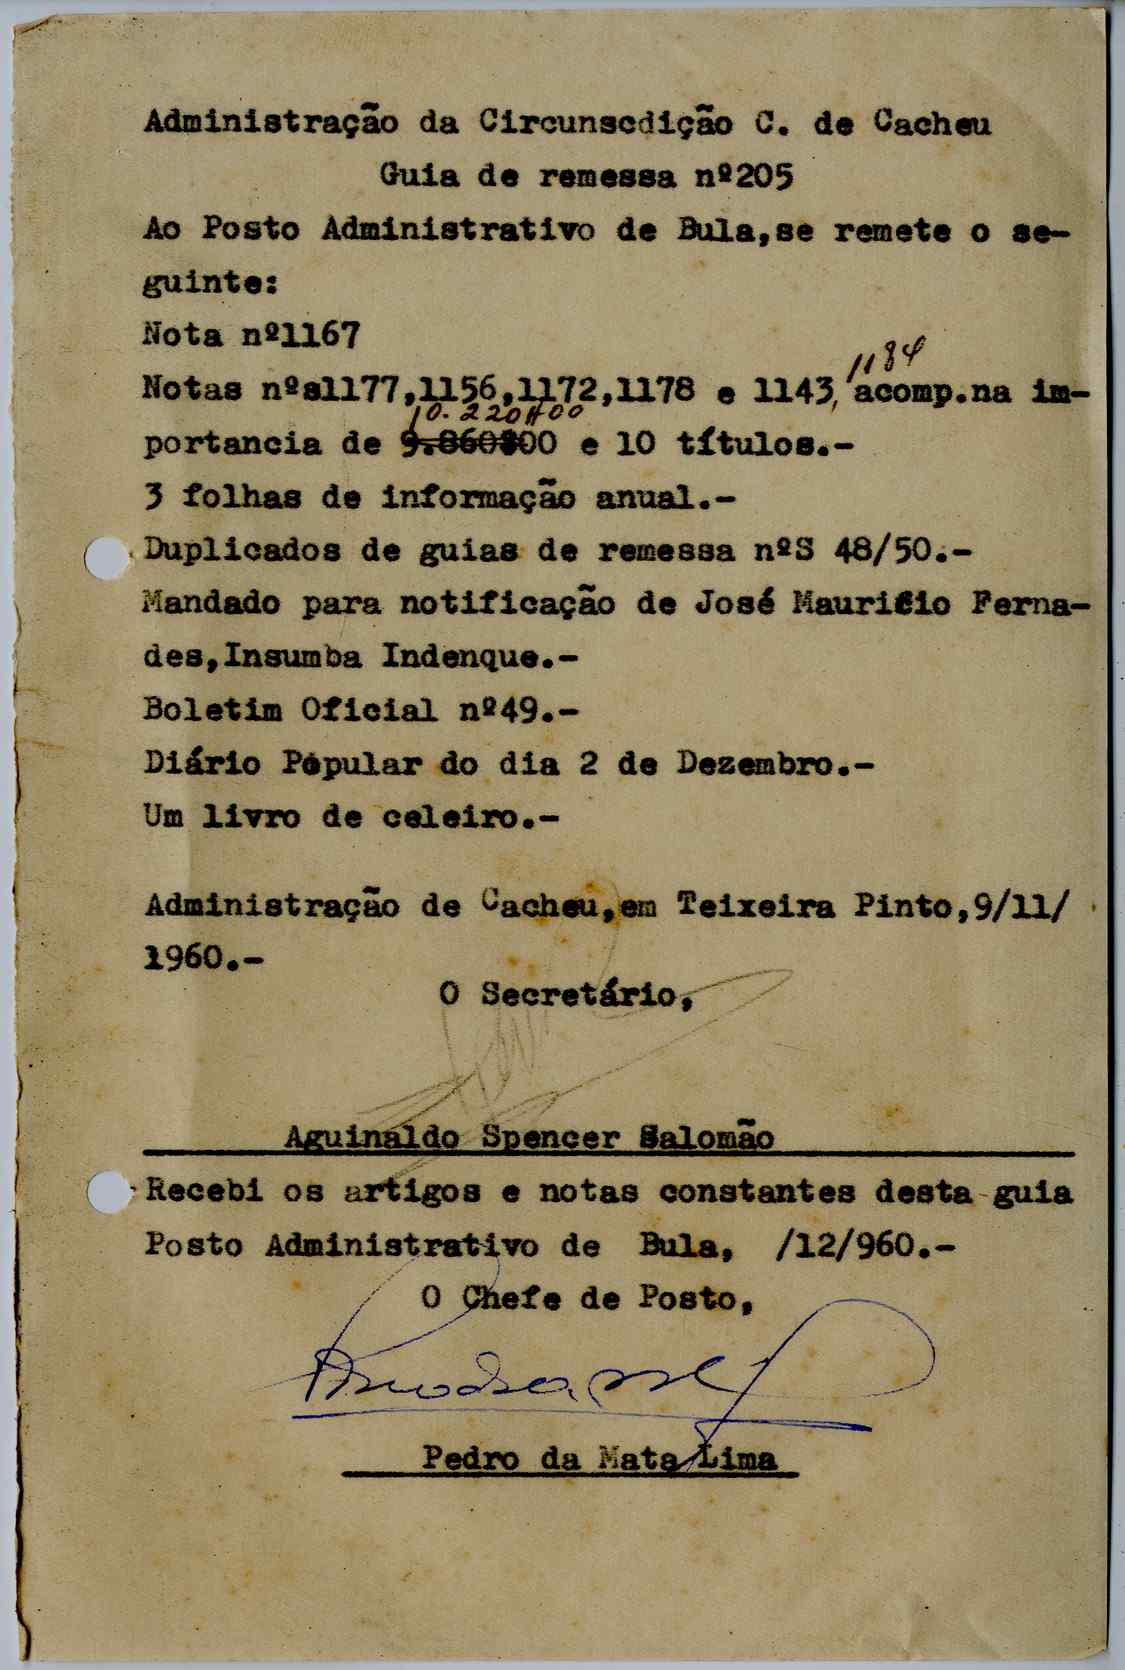 Administração da Circunscdição C. de Cacheu
Guia de remessa nº205
Ao Posto Administrativo de Bula,se remete o se-
guinte:
Nota nº1167
1184
Notas nºs1177,1156,1172,1178 e 1143, acomp.na im-
10.220$00
portancia de 9.860$00 e 10 títulos.-
3 folhas de informação anual.-
Duplicados de guias de remessa nºS 48/50.-
Mandado para notificação de José Mauricio Ferna-
des,Insumba Indenque.-
Boletim Oficial nº49.-
Diário Popular do dia 2 de Dezembro.-
Um livro de celeiro.-
Administração de Cacheu,em Teixeira Pinto,9/11/
1960.-
O Secretário,
Aguinaldo Spencer Salomão
Recebi os artigos e notas constantes desta guia
Posto Administrativo de Bula, /12/960.-
O Chefe de Posto,
Pedro da Mata Lima